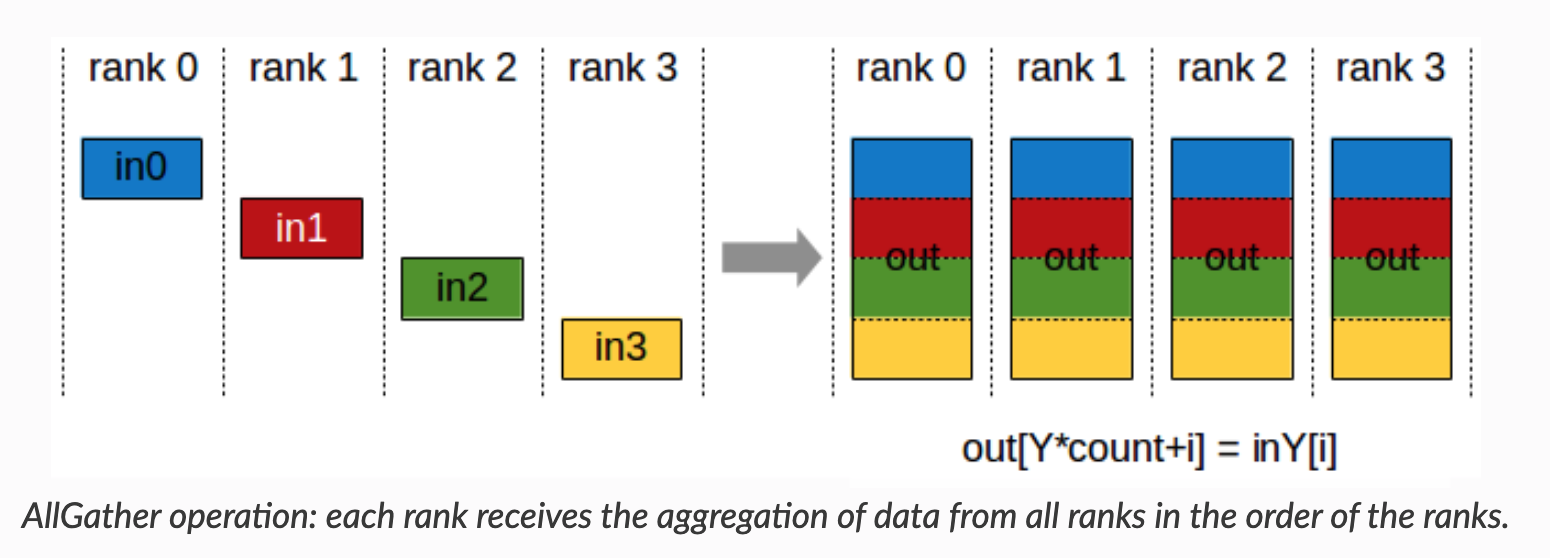 rank 0 rank 1 rank 2 rank 3 rank 0 rank 1 rank 2 rank 3
in0
in1
in2
in3
out out out out
out[Y*count+i] = inY[i]
AllGather operation: each rank receives the aggregation of data from all ranks in the order of the ranks.